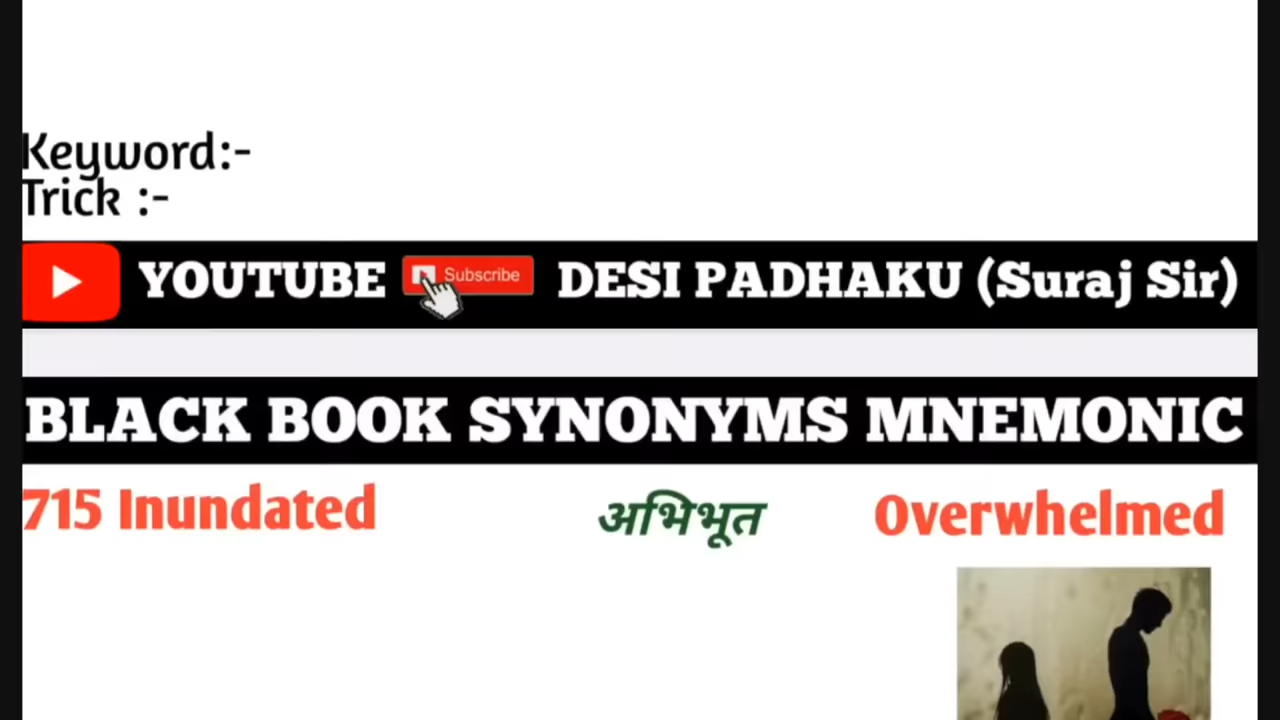 Keyword:-
Trick :-
YOUTUBE Subscribe DESI PADHAKU (Suraj Sir)
BLACK BOOK SYNONYMS MNEMONIC
715 Inundated अभिभूत Overwhelmed